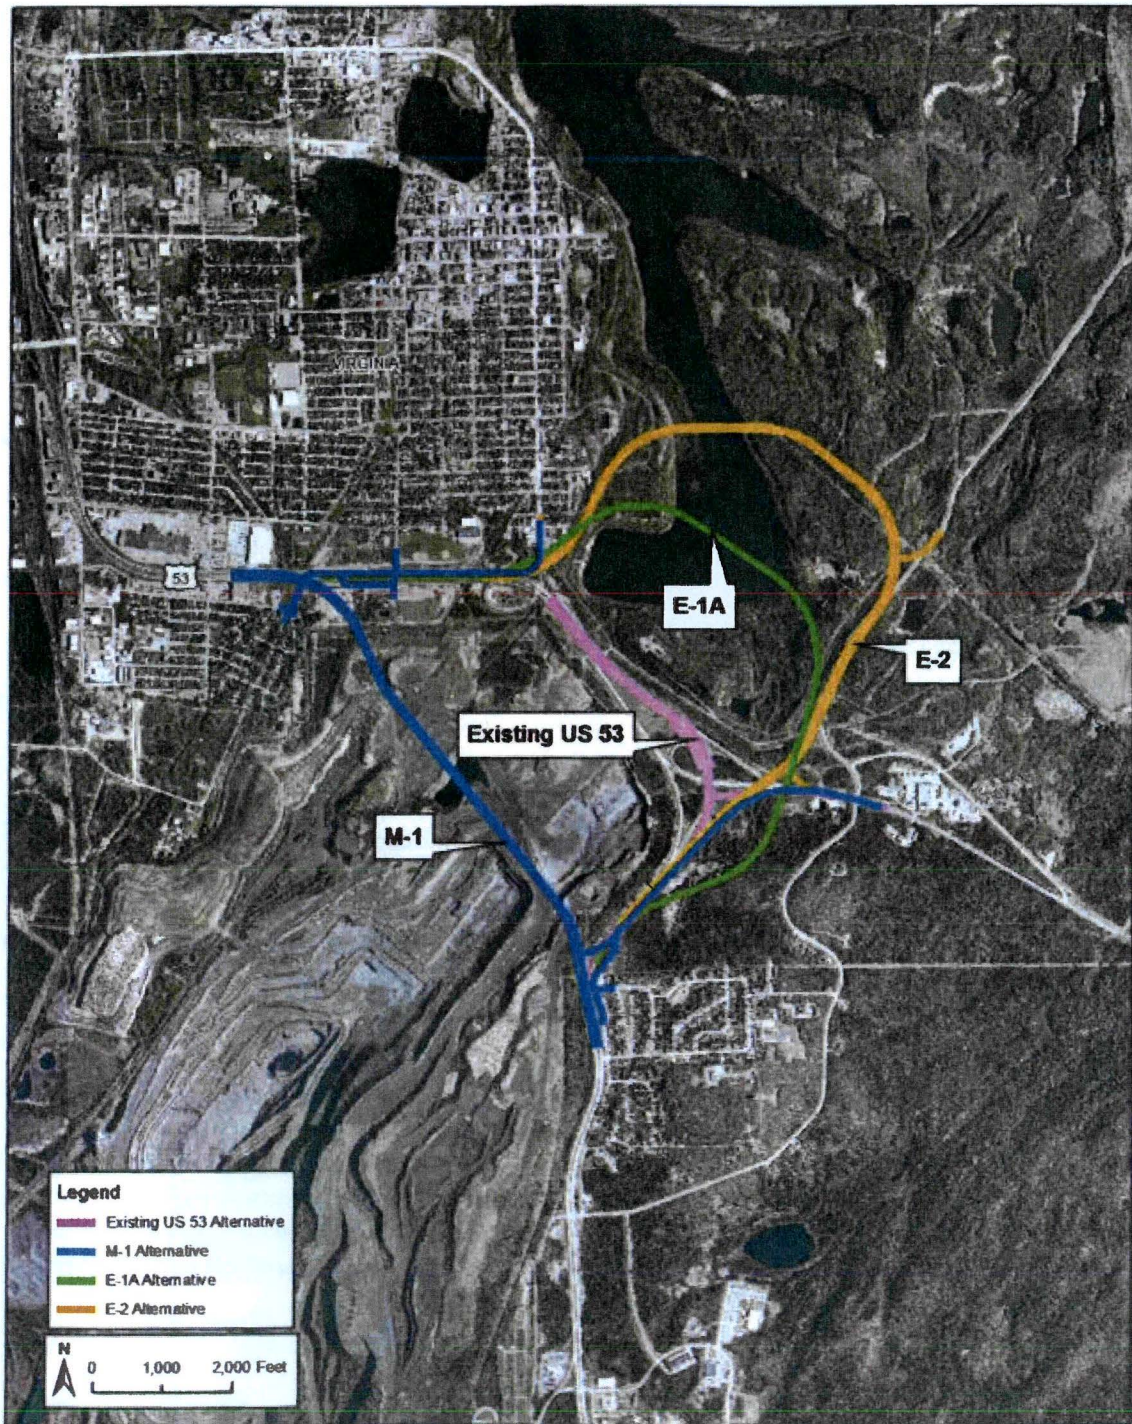 VIRGINIA
53
E-1A
E-2
Existing US 53
M-1
Legend
Existing US 53 Alternative
M-1 Alternative
E-1A Alternative
E-2 Alternative
N
0 1,000 2,000 Feet